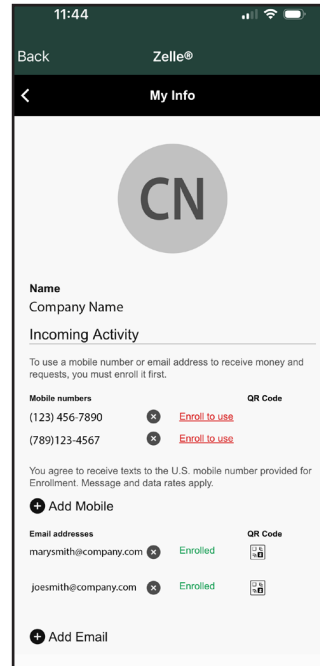 11:44
Back Zelle®
My Info
CN
Name
Company Name
Incoming Activity
To use a mobile number or email address to receive money and
requests, you must enroll it first.
Mobile numbers QR Code
(123) 456-7890 Enroll to use
(789)123-4567 Enroll to use
You agree to receive texts to the U.S. mobile number provided for
Enrollment. Message and data rates apply.
Add Mobile
Email addresses QR Code
marysmith@company.com Enrolled
joesmith@company.com Enrolled
Add Email